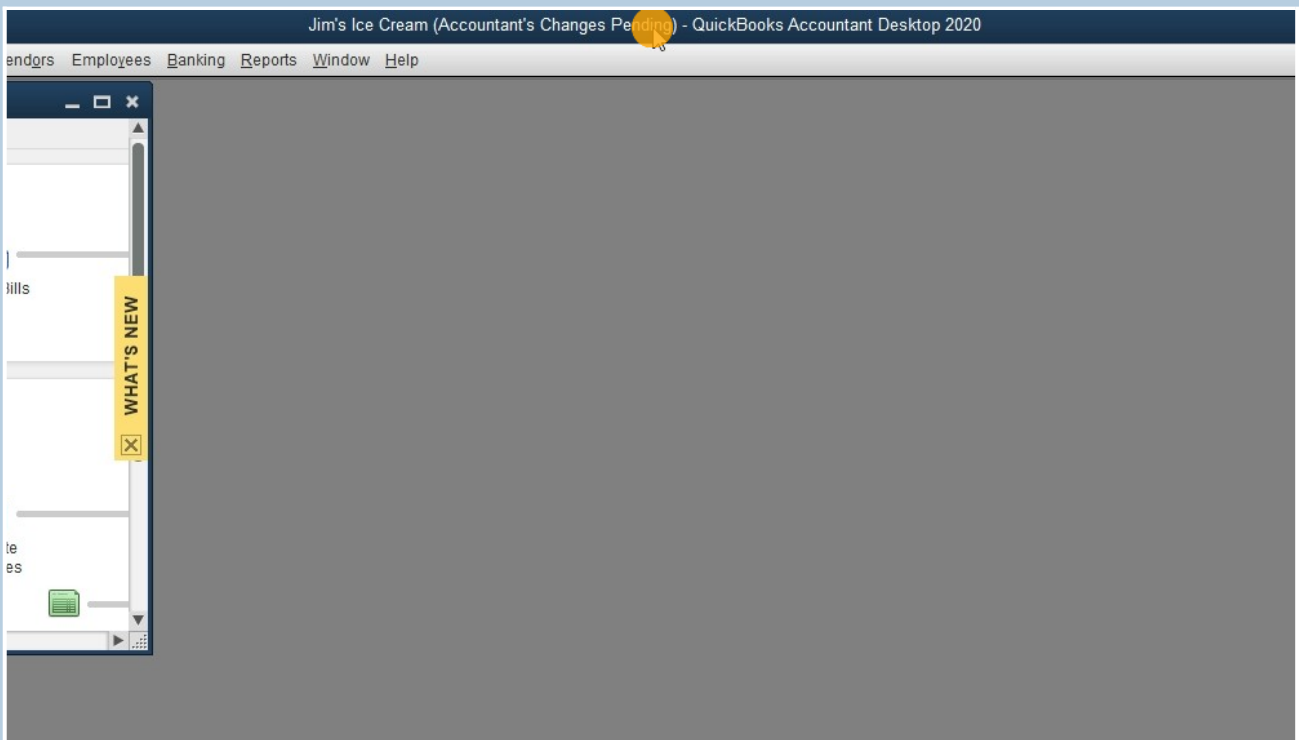 Jim's Ice Cream (Accountant's Changes Pending) - QuickBooks Accountant Desktop 2020
endors Employees Banking Reports Window Help
Bills
WHAT'S NEW
te
es